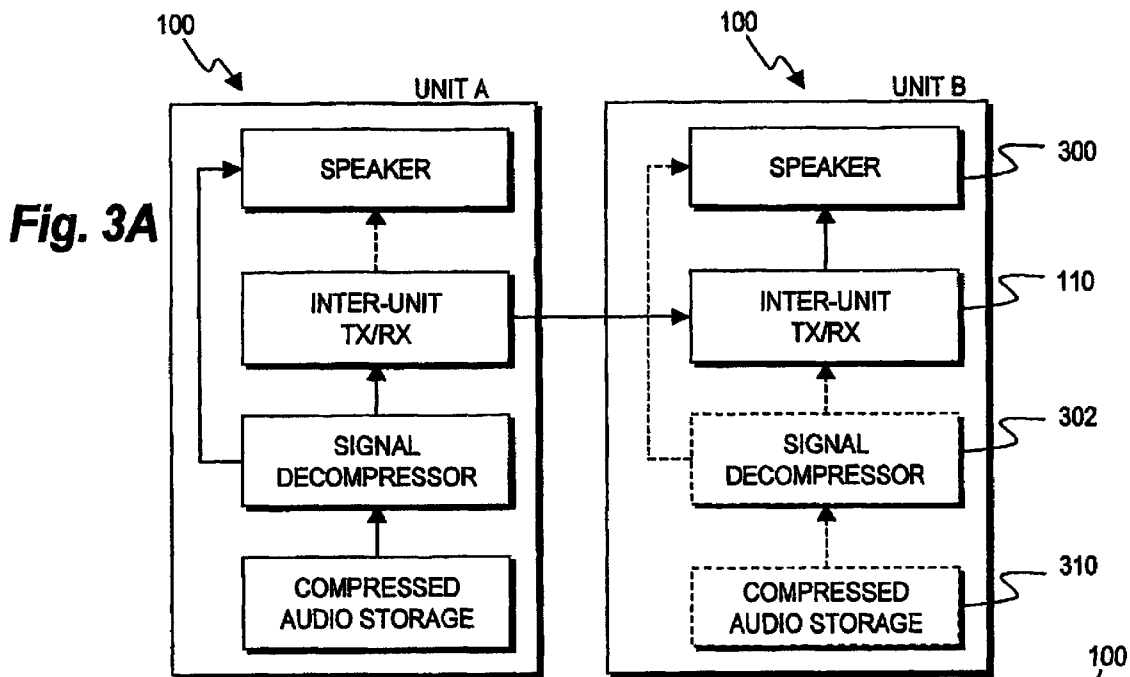 100
100
UNIT A
UNIT B
SPEAKER
SPEAKER
300
Fig. 3A
INTER-UNIT
TX/RX
INTER-UNIT
TX/RX
110
SIGNAL
DECOMPRESSOR
SIGNAL
DECOMPRESSOR
302
COMPRESSED
AUDIO STORAGE
COMPRESSED
AUDIO STORAGE
310
100